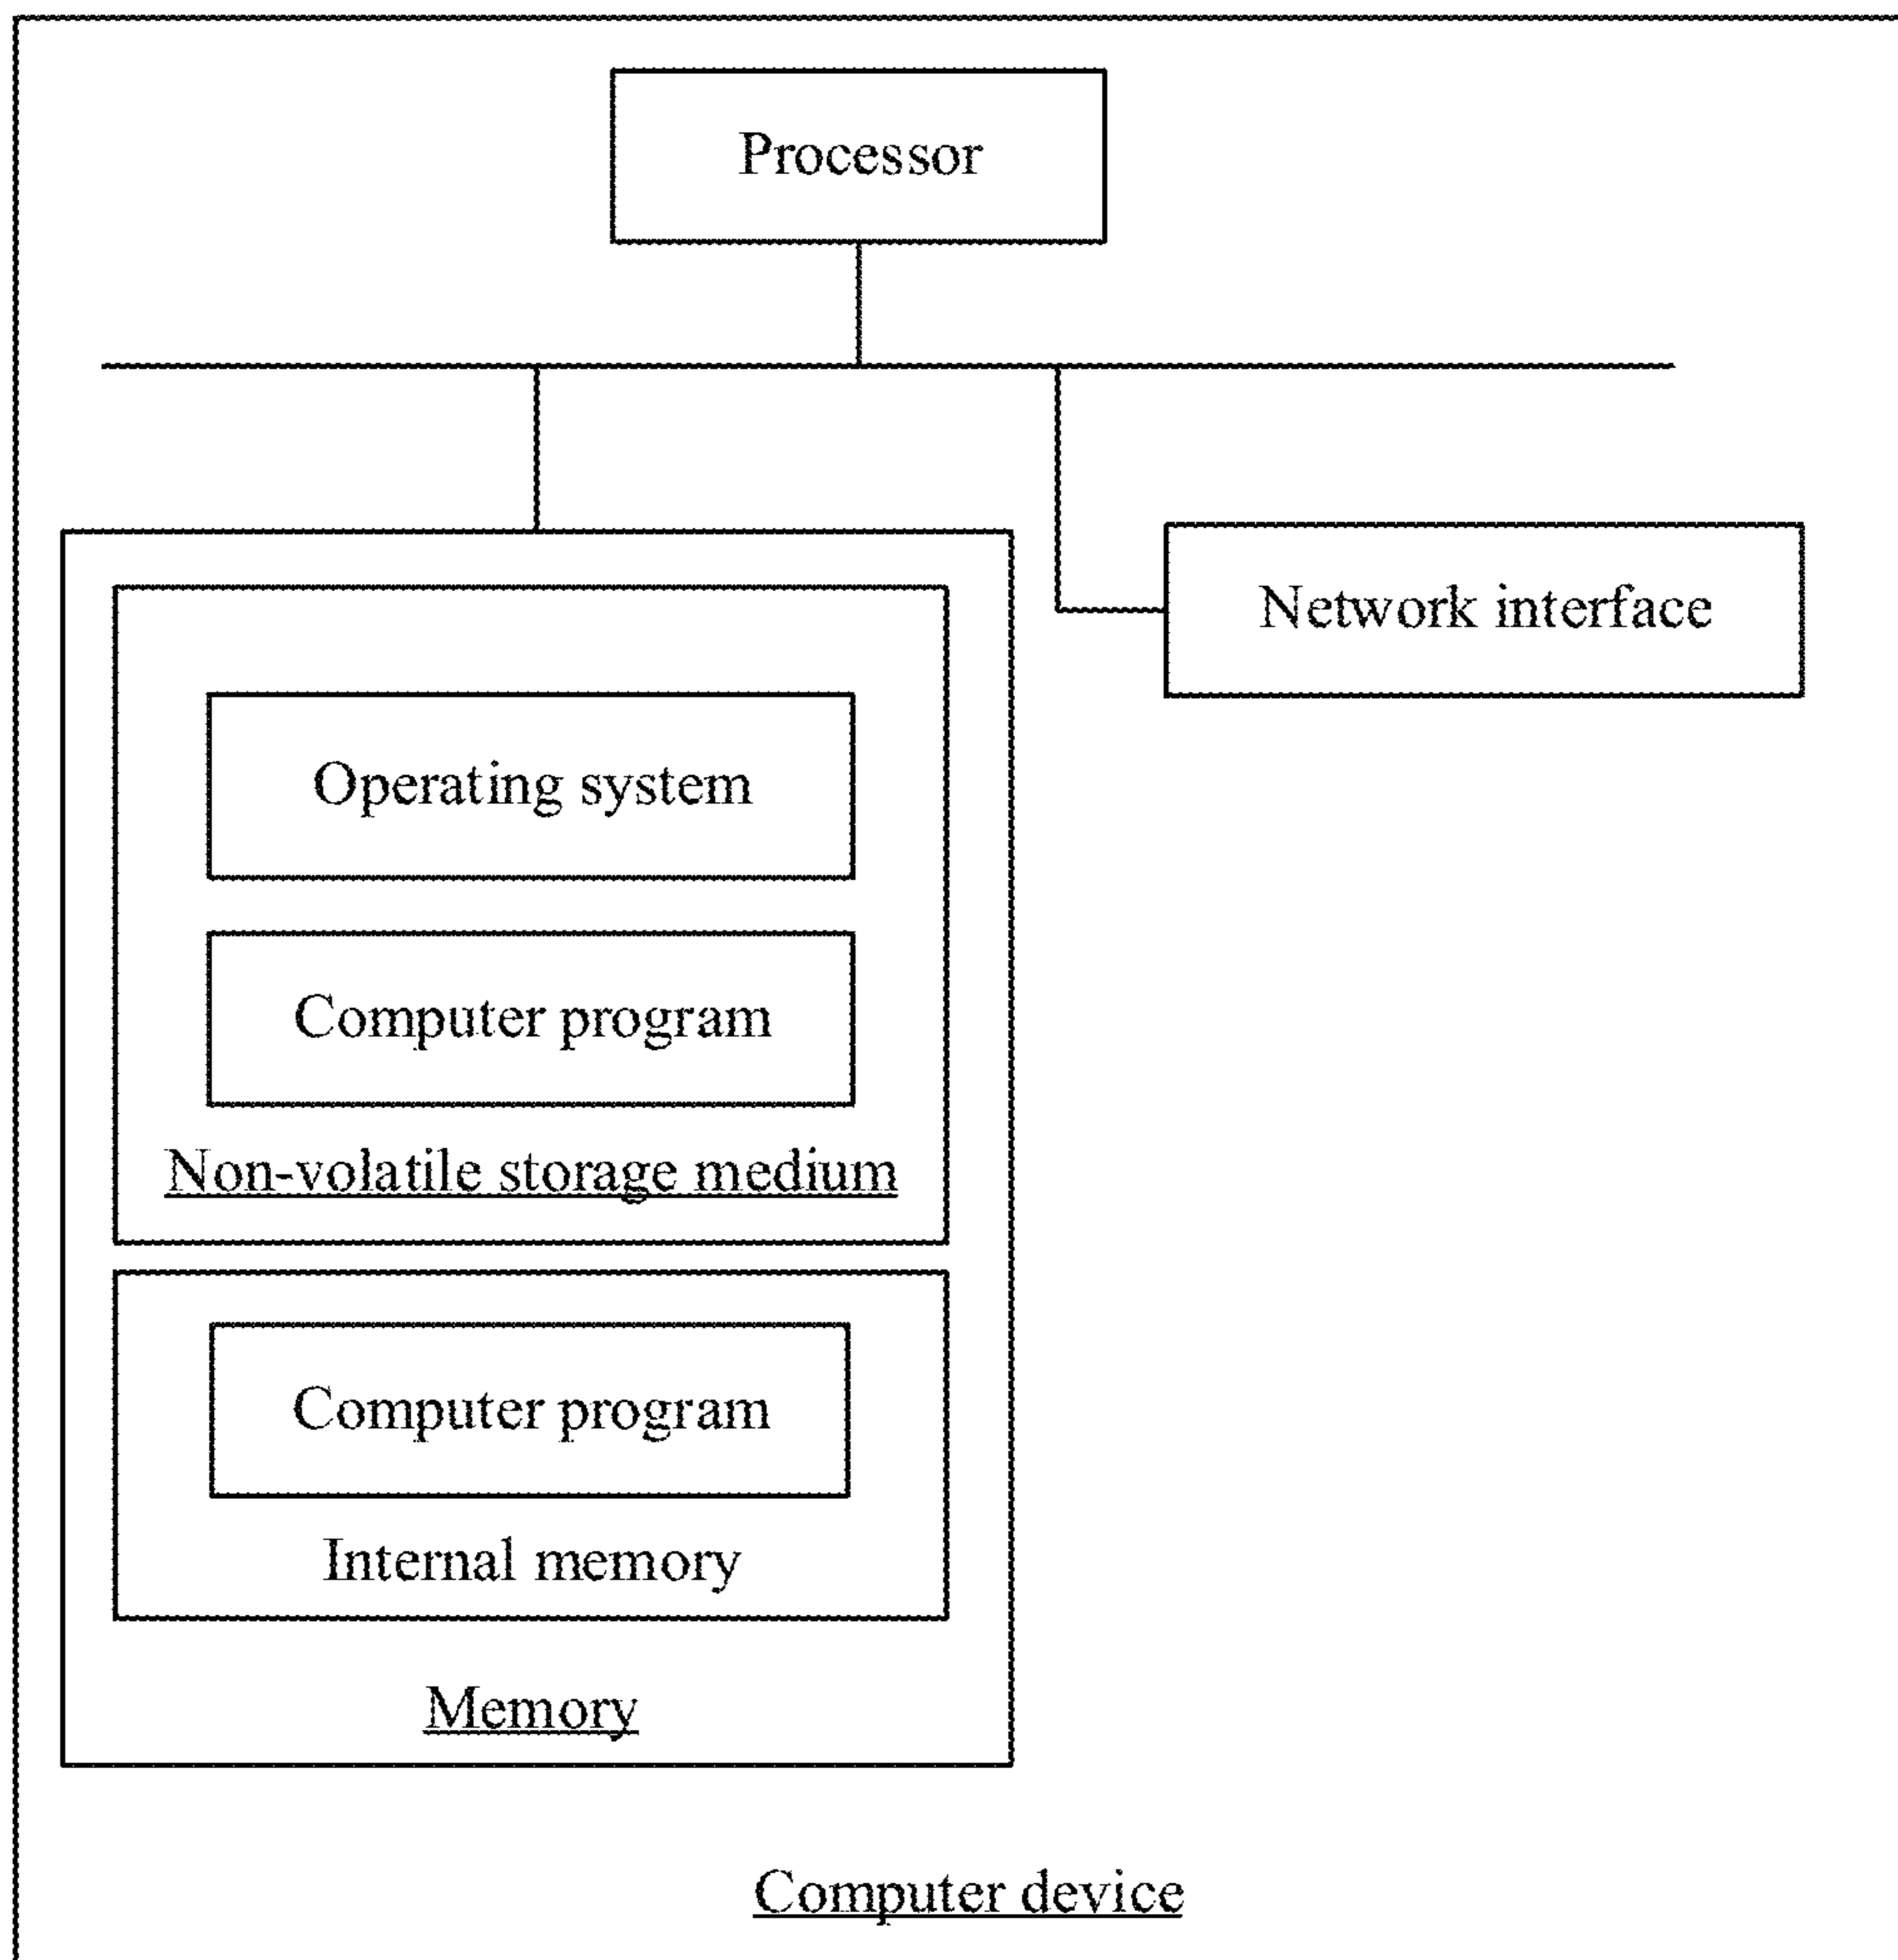 Processor
Network interface
Operating system
Computer program
Non-volatile storage medium
Computer program
Internal memory
Memory
Computer device